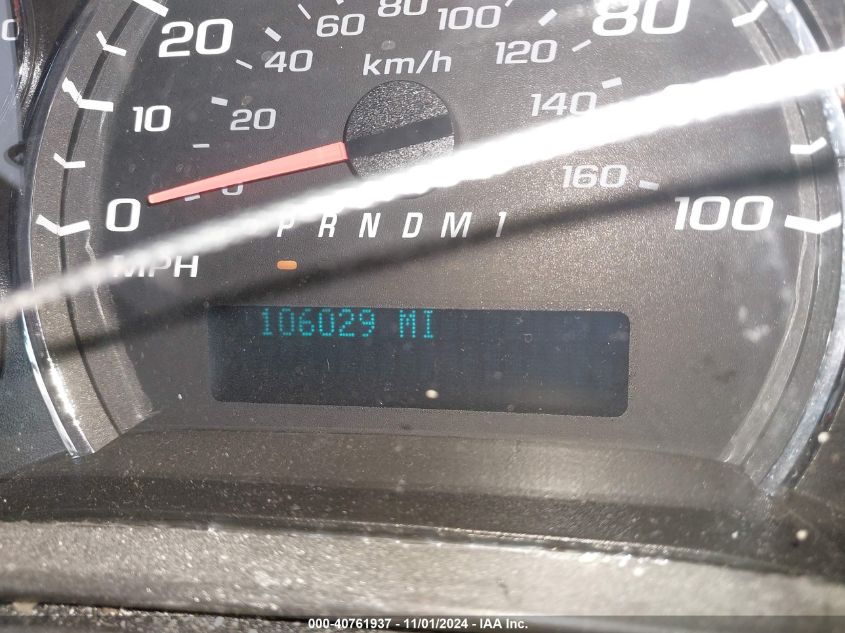 60 80 100
20 40 km/h 120 80
10 20 140
0 0 160 100
P R N D M 1
MPH
106029 MI
000-40761937 - 11/01/2024 - IAA Inc.